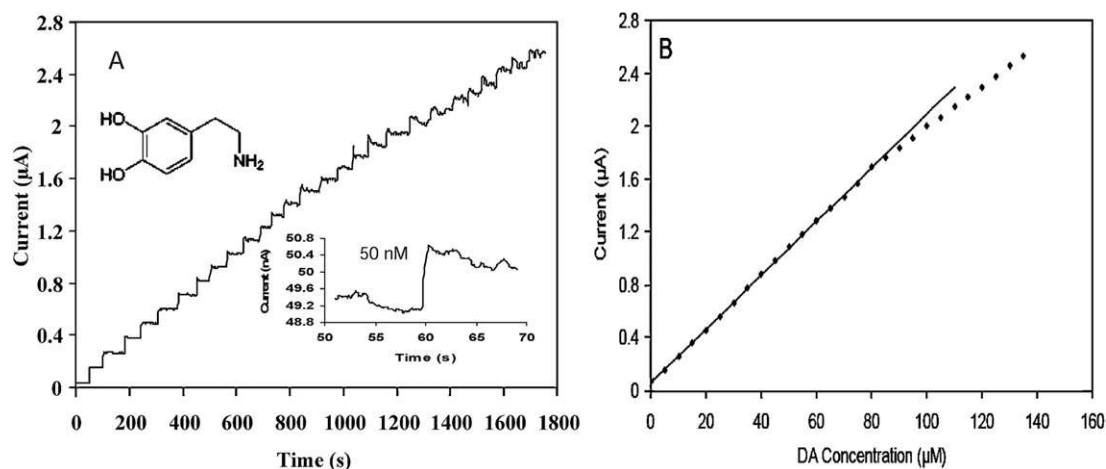 A
2.8
2.4
2
1.6
1.2
0.8
0.4
0
Current (µA)
HO
HO
NH2
50 nM
50.8
50.4
50
49.6
49.2
48.8
Current (nA)
50 55 60 65 70
Time (s)
0 200 400 600 800 1000 1200 1400 1600 1800
Time (s)
B
2.8
2.4
2
1.6
1.2
0.8
0.4
0
Current (µA)
0 20 40 60 80 100 120 140 160
DA Concentration (µM)